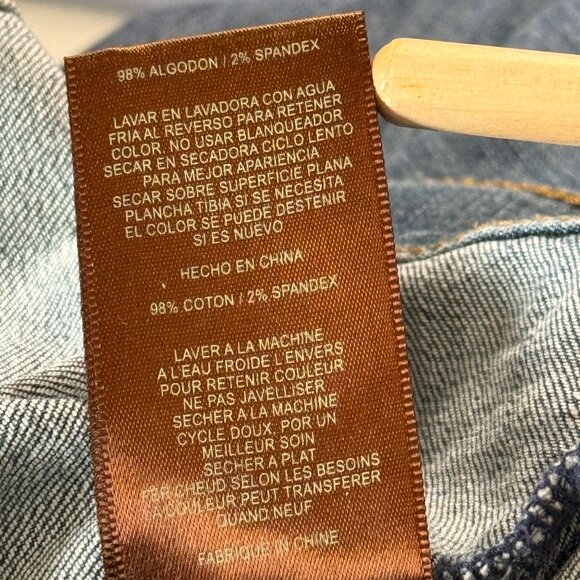 98% ALGODON / 2% SPANDEX
LAVAR EN LAVADORA CON AGUA
FRIA AL REVERSO PARA RETENER
COLOR. NO USAR BLANQUEADOR
SECAR EN SECADORA CICLO LENTO
PARA MEJOR APARIENCIA
SECAR SOBRE SUPERFICIE PLANA
PLANCHA TIBIA SI SE NECESITA
EL COLOR SE PUEDE DESTENIR
SI ES NUEVO
HECHO EN CHINA
98% COTON / 2% SPANDEX
LAVER A LA MACHINE
A L'EAU FROIDE L'ENVERS
POUR RETENIR COULEUR
NE PAS JAVELLISER
SECHER A LA MACHINE
CYCLE DOUX, POR UN
MEILLEUR SOIN
SECHER A PLAT
FER CHEUD SELON LES BESOINS
LA COULEUR PEUT TRANSFERER
QUAND NEUF
FABRIQUE EN CHINE